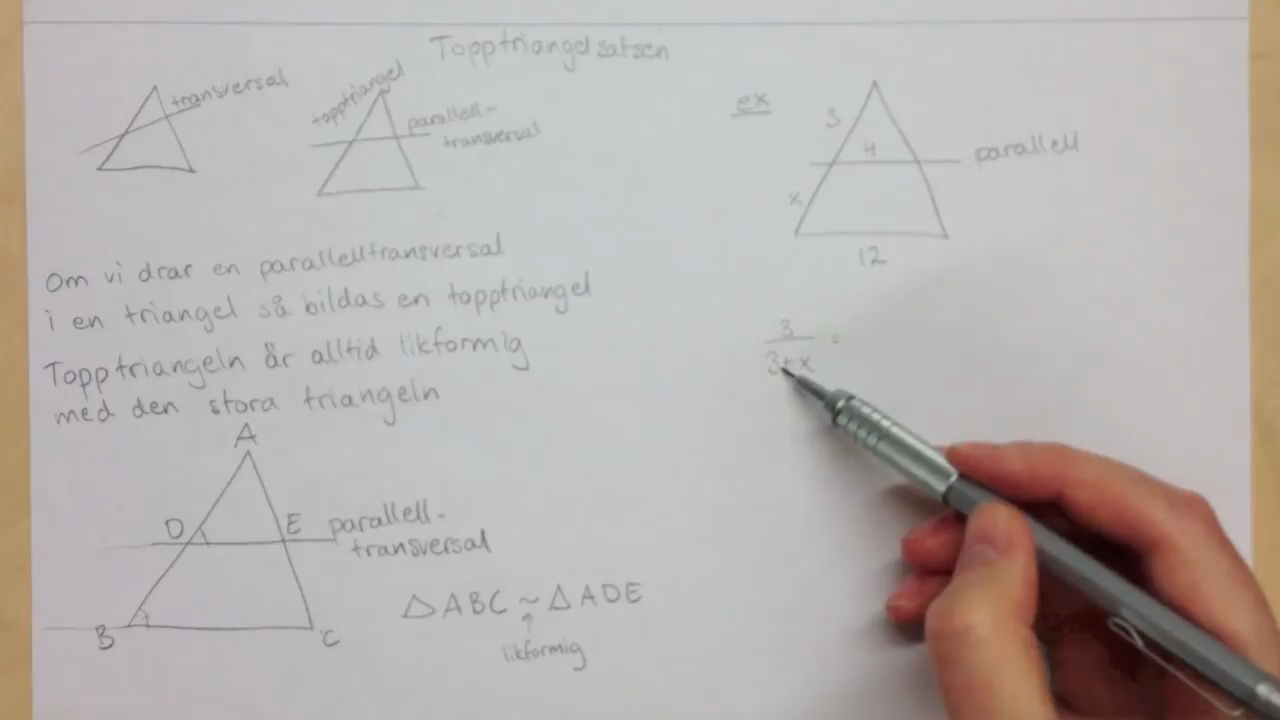 Topptriangelsatsen
transversal
topptriangel
parallell-
transversal
Om vi drar en parallelltransversal
i en triangel så bildas en topptriangel
Topptriangeln är alltid likformig
med den stora triangeln
A
D
E
parallell-
transversal
B
C
△ABC ~ △ADE
↑
likformig
ex
3
4
parallell
x
12
3
3+x
=